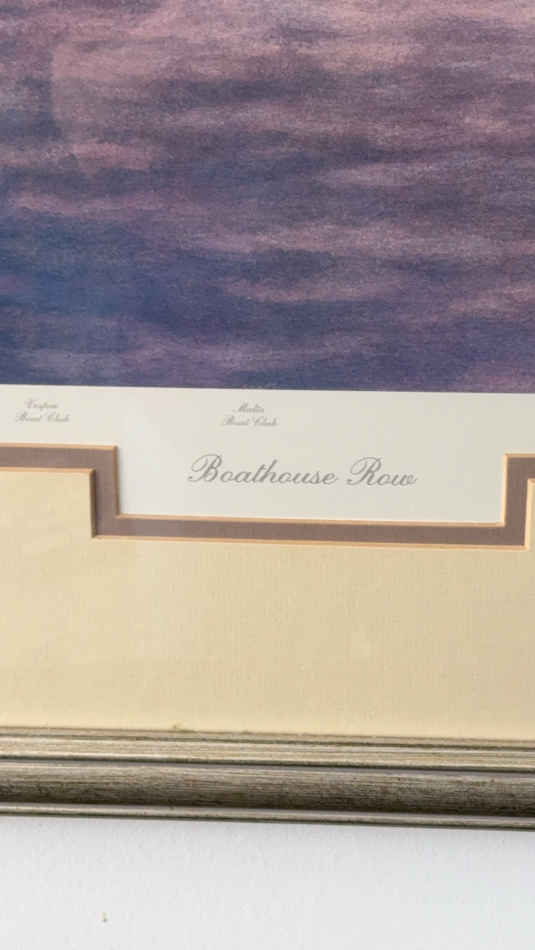 Vesper
Boat Club
Malta
Boat Club
Boathouse Row